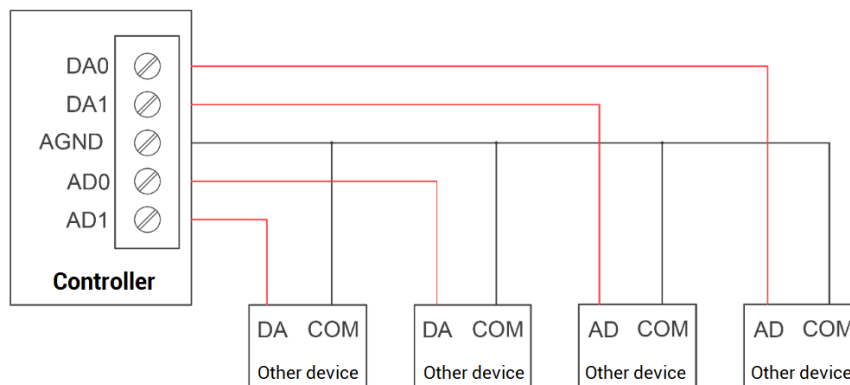 DA0
DA1
AGND
AD0
AD1
Controller
DA COM
Other device
DA COM
Other device
AD COM
Other device
AD COM
Other device